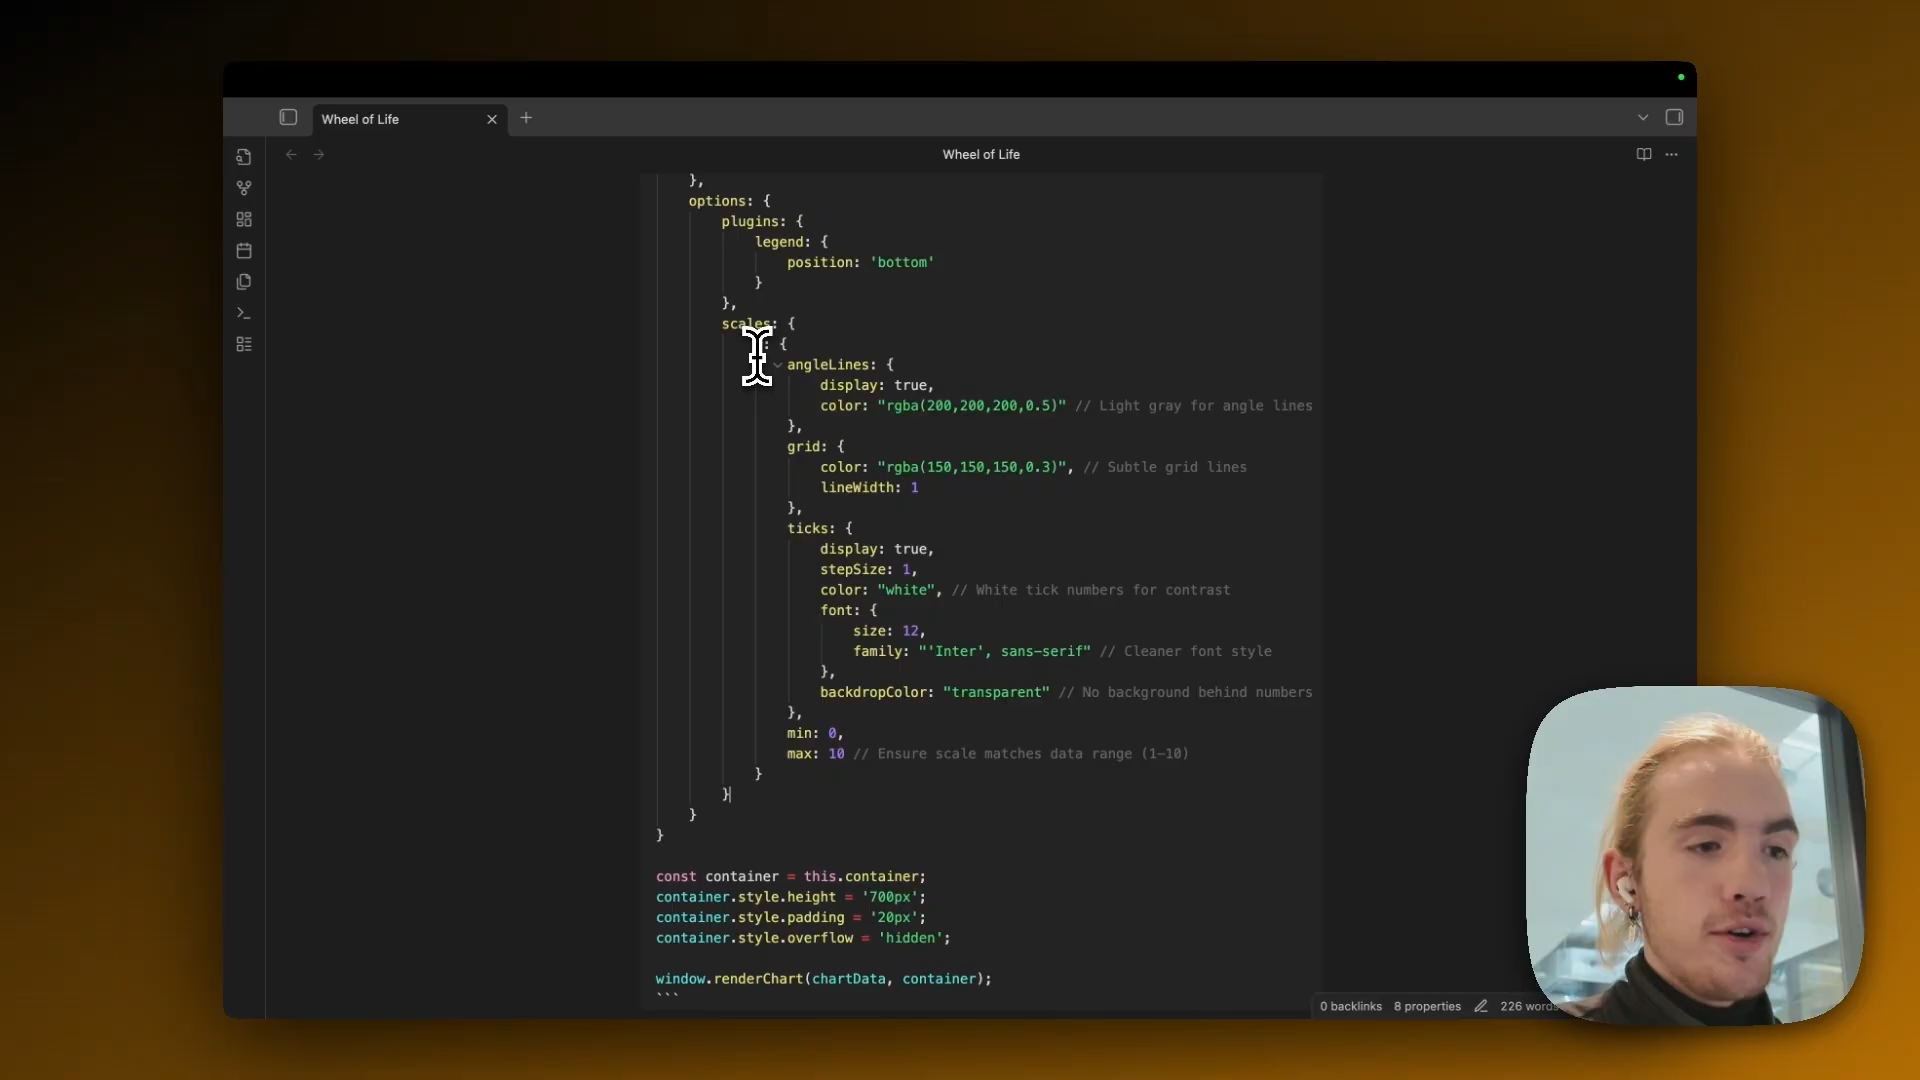 Wheel of Life
Wheel of Life
},
options: {
plugins: {
legend: {
position: 'bottom'
}
},
scales: {
: {
angleLines: {
display: true,
color: "rgba(200,200,200,0.5)" // Light gray for angle lines
},
grid: {
color: "rgba(150,150,150,0.3)", // Subtle grid lines
lineWidth: 1
},
ticks: {
display: true,
stepSize: 1,
color: "white", // White tick numbers for contrast
font: {
size: 12,
family: "'Inter', sans-serif" // Cleaner font style
},
backdropColor: "transparent" // No background behind numbers
},
min: 0,
max: 10 // Ensure scale matches data range (1-10)
}
}
}
}
const container = this.container;
container.style.height = '700px';
container.style.padding = '20px';
container.style.overflow = 'hidden';
window.renderChart(chartData, container);
```
0 backlinks 8 properties 226 words